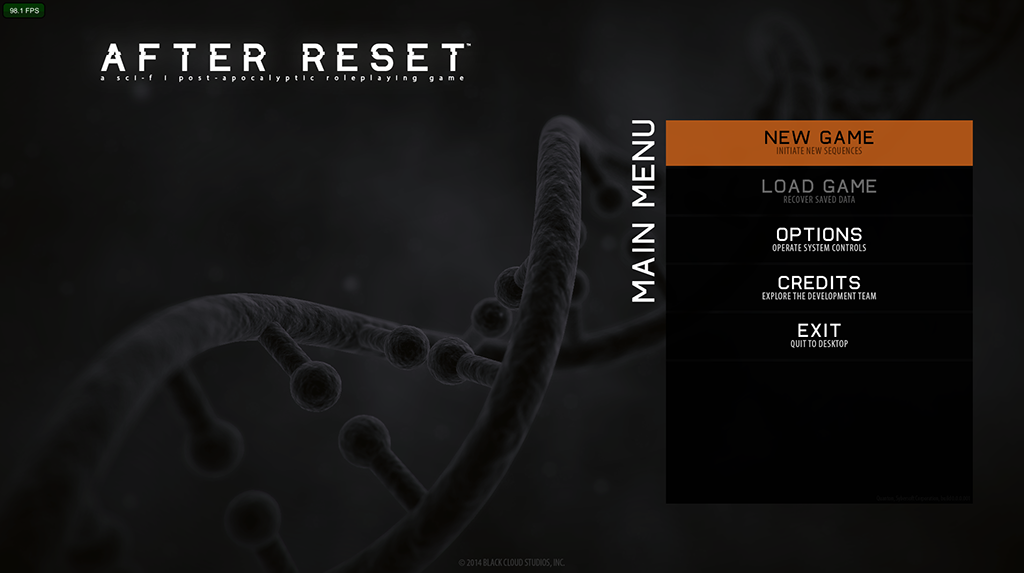 98.1 FPS
AFTER RESET™
a sci-fi post-apocalyptic roleplaying game
MAIN MENU
NEW GAME
INITIATE NEW SEQUENCES
LOAD GAME
RECOVER SAVED DATA
OPTIONS
OPERATE SYSTEM CONTROLS
CREDITS
EXPLORE THE DEVELOPMENT TEAM
EXIT
QUIT TO DESKTOP
© 2014 BLACK CLOUD STUDIOS, INC.